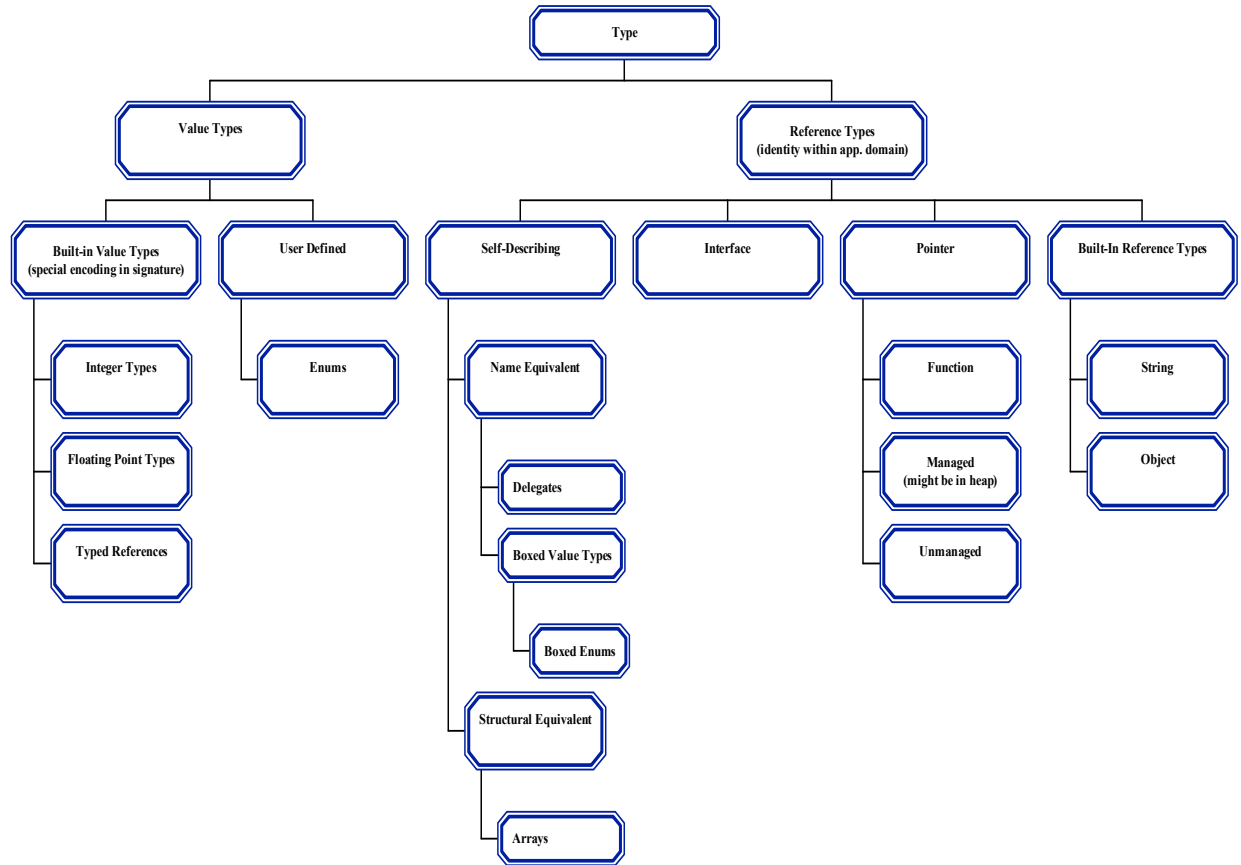 Type
Value Types
Reference Types
(identity within app. domain)
Built-in Value Types
(special encoding in signature)
User Defined
Self-Describing
Interface
Pointer
Built-In Reference Types
Integer Types
Enums
Name Equivalent
Function
String
Floating Point Types
Delegates
Managed
(might be in heap)
Object
Typed References
Boxed Value Types
Unmanaged
Boxed Enums
Structural Equivalent
Arrays